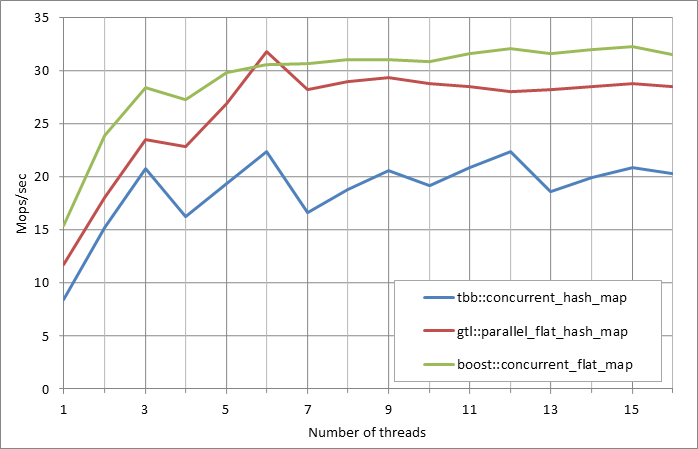 35
30
25
20
15
10
5
0
Mops/sec
tbb::concurrent_hash_map
gtl::parallel_flat_hash_map
boost::concurrent_flat_map
1 3 5 7 9 11 13 15
Number of threads